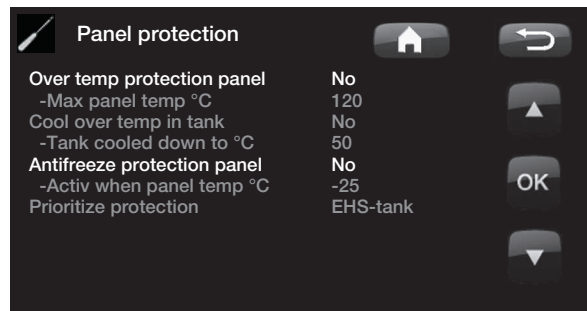 Panel protection
Over temp protection panel No
-Max panel temp °C 120
Cool over temp in tank No
-Tank cooled down to °C 50
Antifreeze protection panel No
-Activ when panel temp °C -25
Prioritize protection EHS-tank
OK